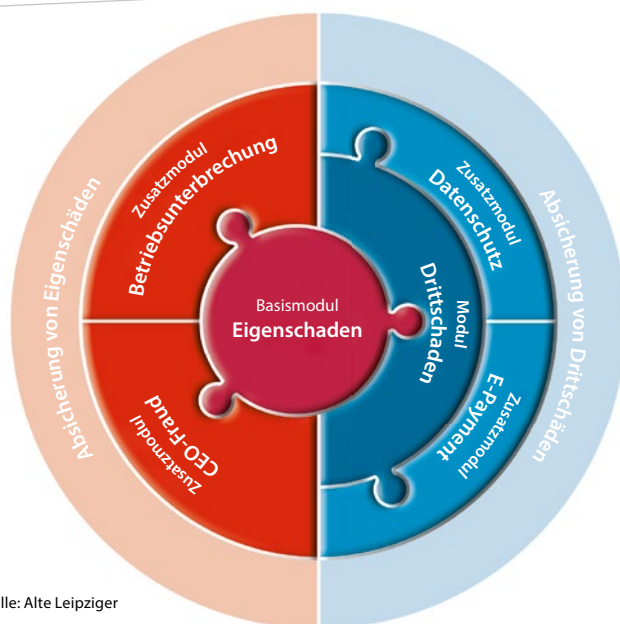 Absicherung von Eigenschäden
Zusatzmodul
Betriebsunterbrechung
Zusatzmodul
CEO-Fraud
Basismodul
Eigenschaden
Modul
Drittschaden
Zusatzmodul
Datenschutz
Zusatzmodul
E-Payment
Absicherung von Drittschäden
lle: Alte Leipziger